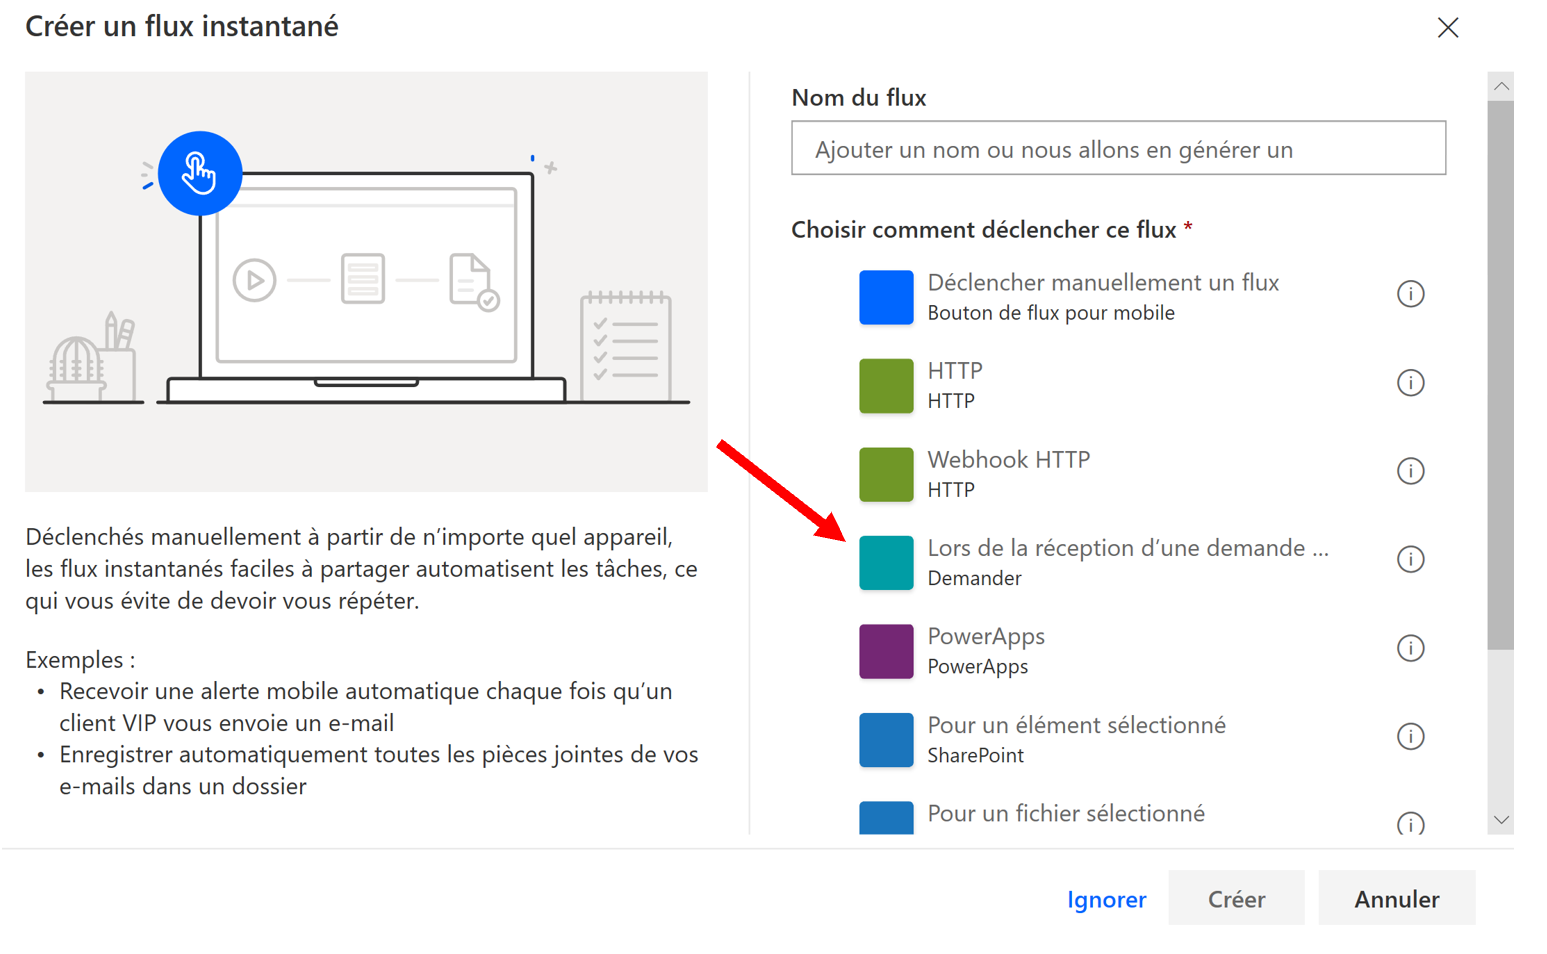 Créer un flux instantané
Déclenchés manuellement à partir de n’importe quel appareil,
les flux instantanés faciles à partager automatisent les tâches, ce
qui vous évite de devoir vous répéter.
Exemples :
• Recevoir une alerte mobile automatique chaque fois qu’un
client VIP vous envoie un e-mail
• Enregistrer automatiquement toutes les pièces jointes de vos
e-mails dans un dossier
Nom du flux
Ajouter un nom ou nous allons en générer un
Choisir comment déclencher ce flux *
Déclencher manuellement un flux
Bouton de flux pour mobile
HTTP
HTTP
Webhook HTTP
HTTP
Lors de la réception d’une demande ...
Demander
PowerApps
PowerApps
Pour un élément sélectionné
SharePoint
Pour un fichier sélectionné
Ignorer
Créer
Annuler